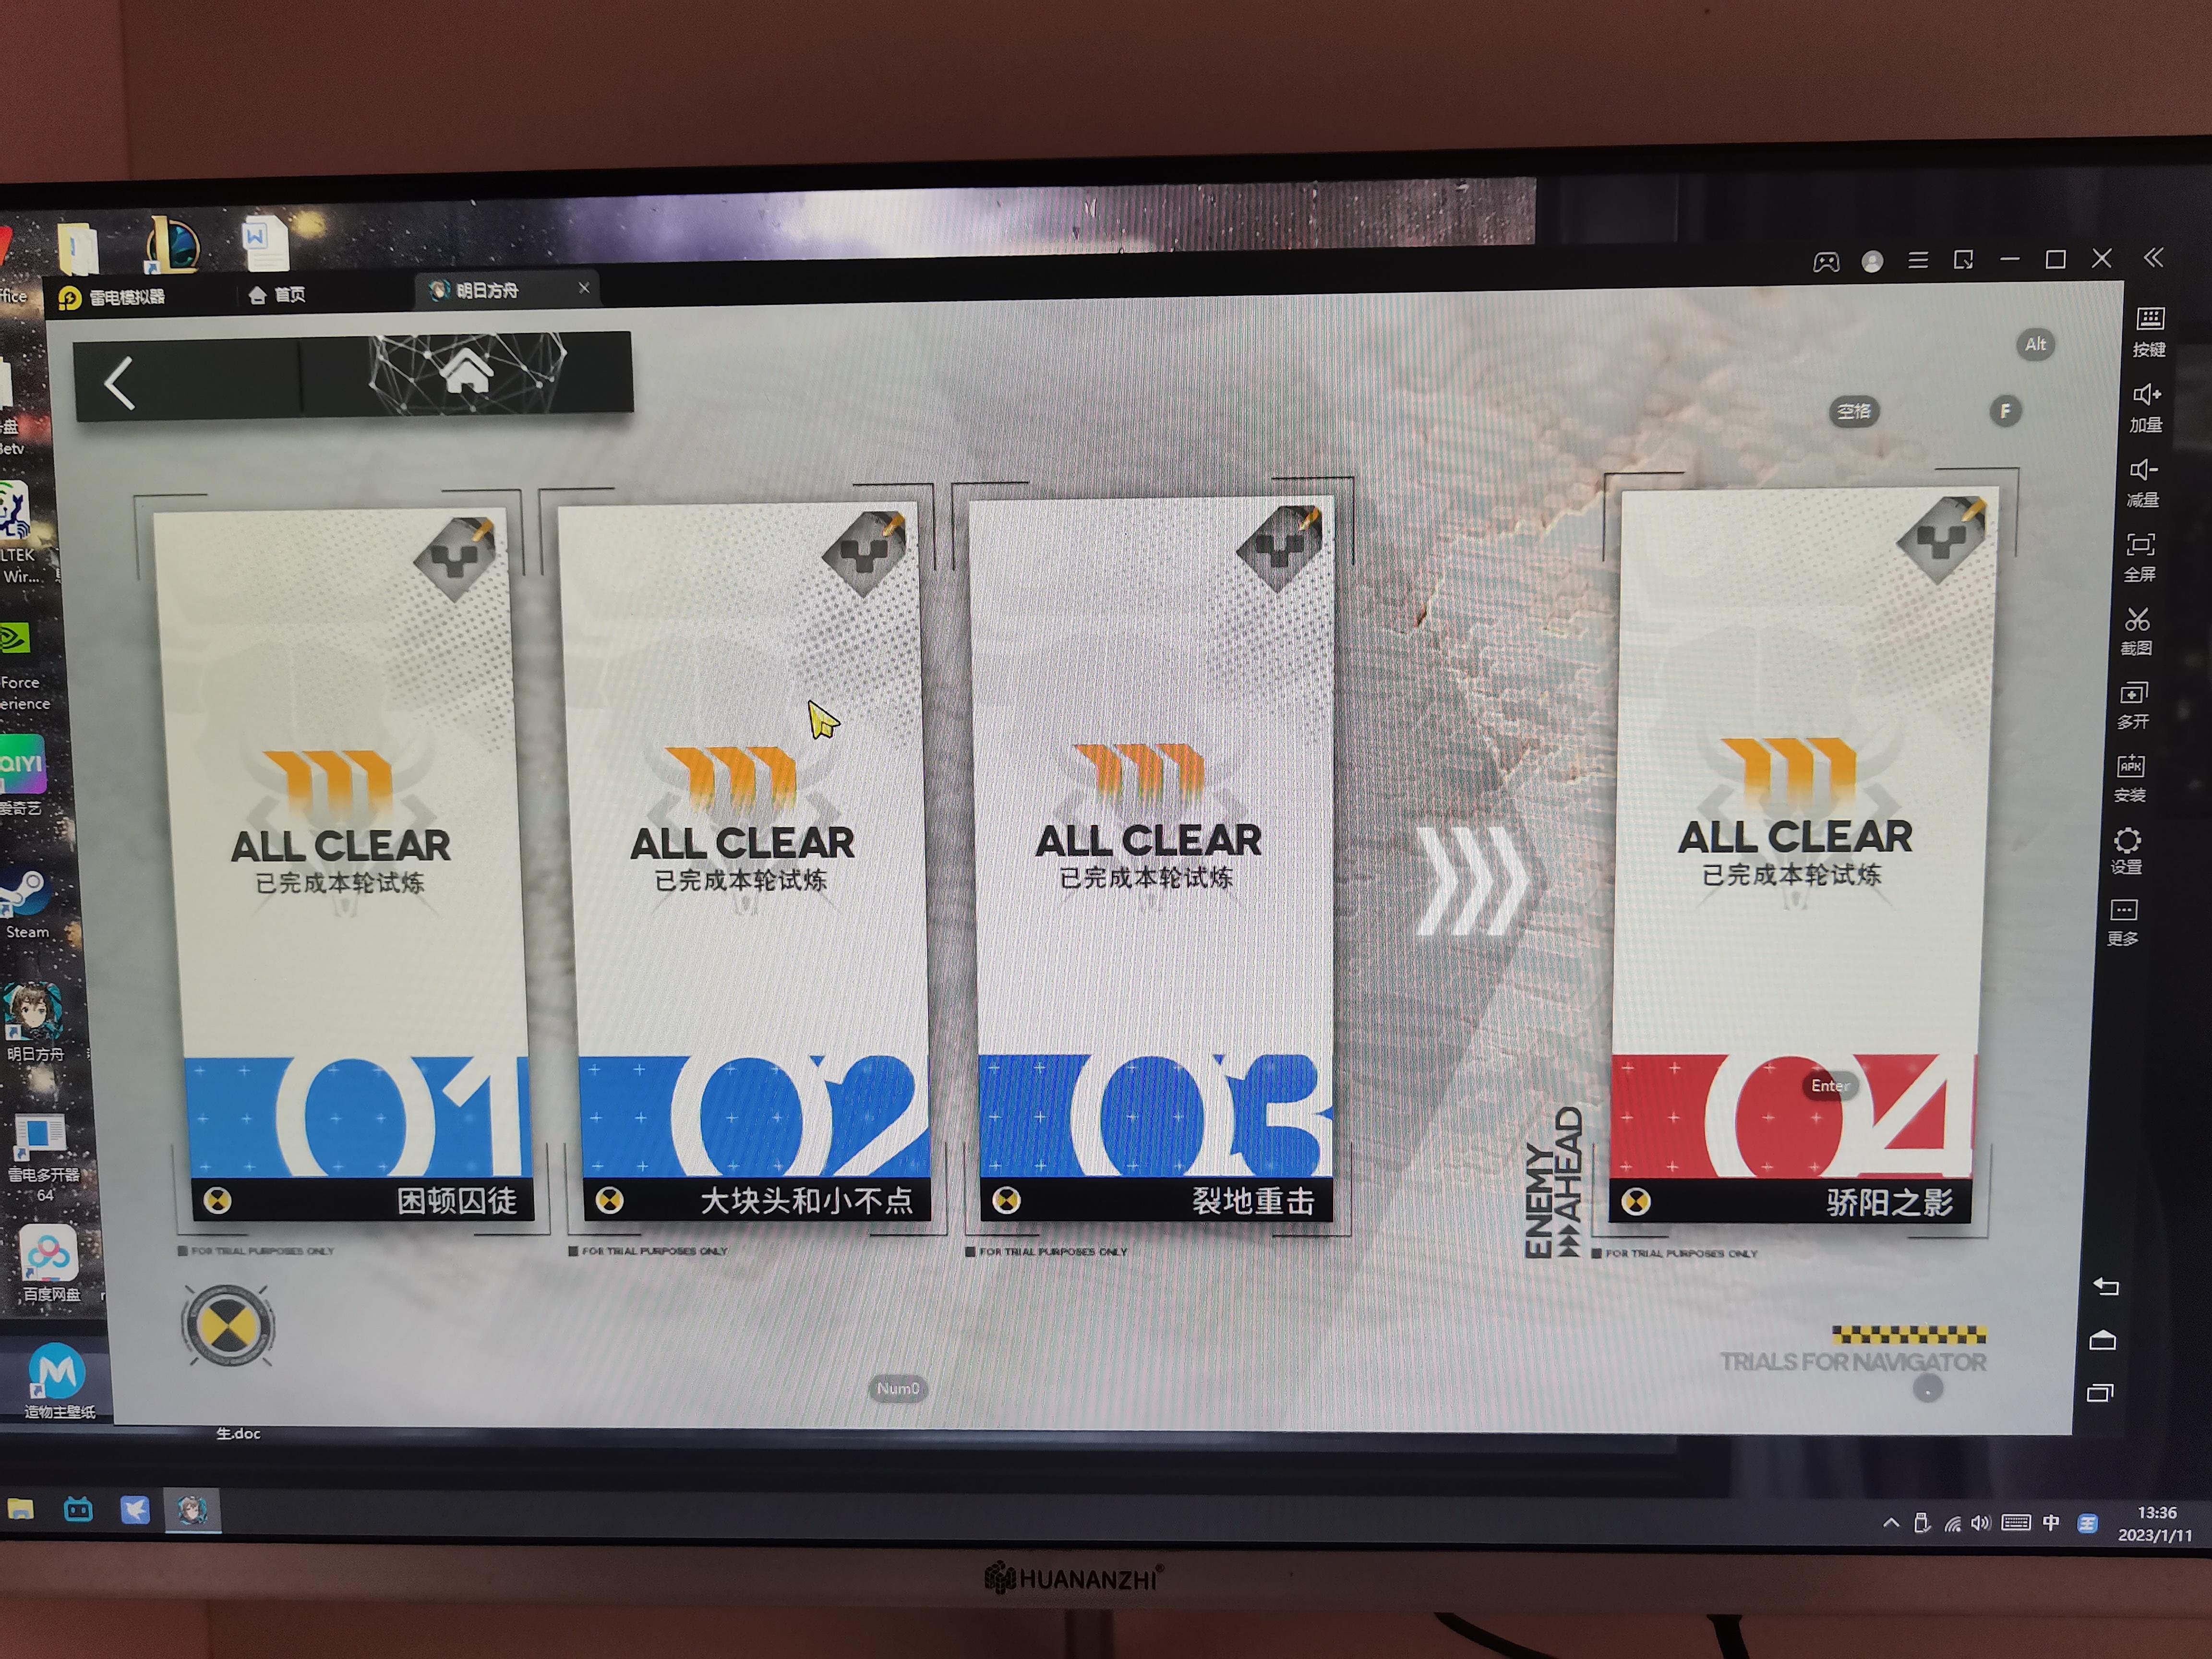 雷电模拟器
首页
明日方舟
Alt
空格
F
按键
加量
减量
全屏
截图
多开
APK
安装
设置
更多
ALL CLEAR
已完成本轮试炼
01
困顿囚徒
FOR TRIAL PURPOSES ONLY
ALL CLEAR
已完成本轮试炼
02
大块头和小不点
FOR TRIAL PURPOSES ONLY
ALL CLEAR
已完成本轮试炼
03
裂地重击
FOR TRIAL PURPOSES ONLY
ENEMY
AHEAD
ALL CLEAR
已完成本轮试炼
04
Enter
骄阳之影
FOR TRIAL PURPOSES ONLY
TRIALS FOR NAVIGATOR
Num0
Steam
明日方舟
雷电多开器
64
百度网盘
造物主壁纸
生.doc
中
13:36
2023/1/11
HUANANZHI